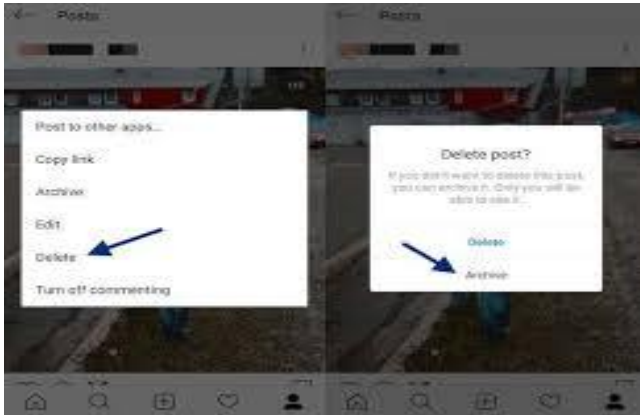 Posts
Post to other apps...
Copy link
Archive
Edit
Delete
Turn off commenting
Posts
Delete post?
If you don't want to delete this post,
you can archive it. Only you will be
able to see it.
Delete
Archive